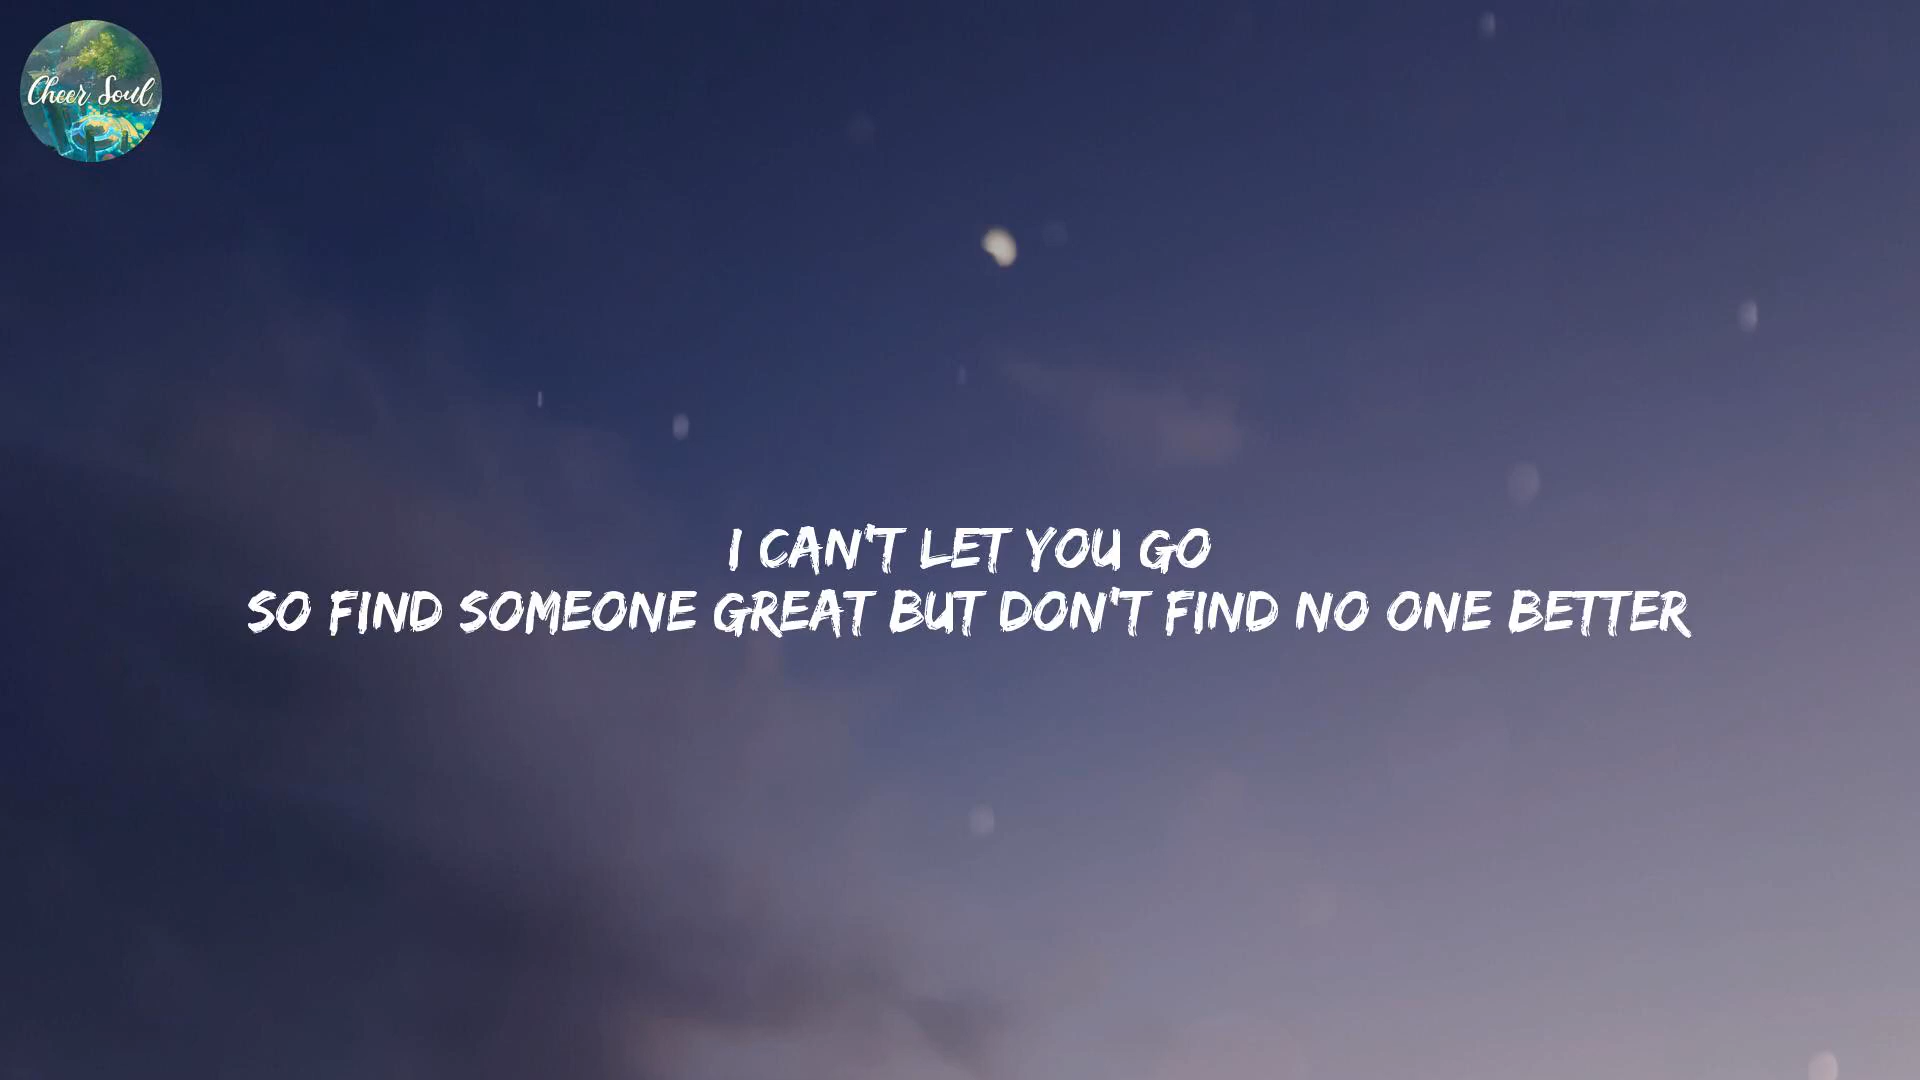 Cheer Soul
I CAN'T LET YOU GO
SO FIND SOMEONE GREAT BUT DON'T FIND NO ONE BETTER